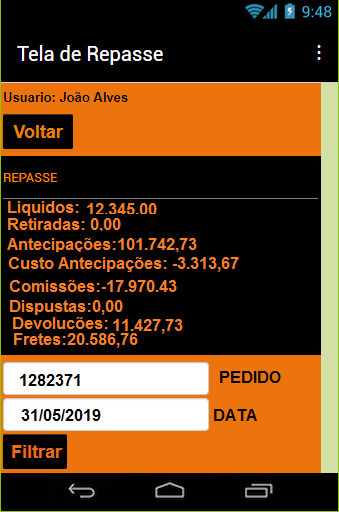 9:48
Tela de Repasse
Usuario: João Alves
Voltar
REPASSE
Liquidos: 12.345.00
Retiradas: 0,00
Antecipações:101.742,73
Custo Antecipações: -3.313,67
Comissões:-17.970.43
Dispustas:0,00
Devolucões: 11.427,73
Fretes:20.586,76
1282371 PEDIDO
31/05/2019 DATA
Filtrar